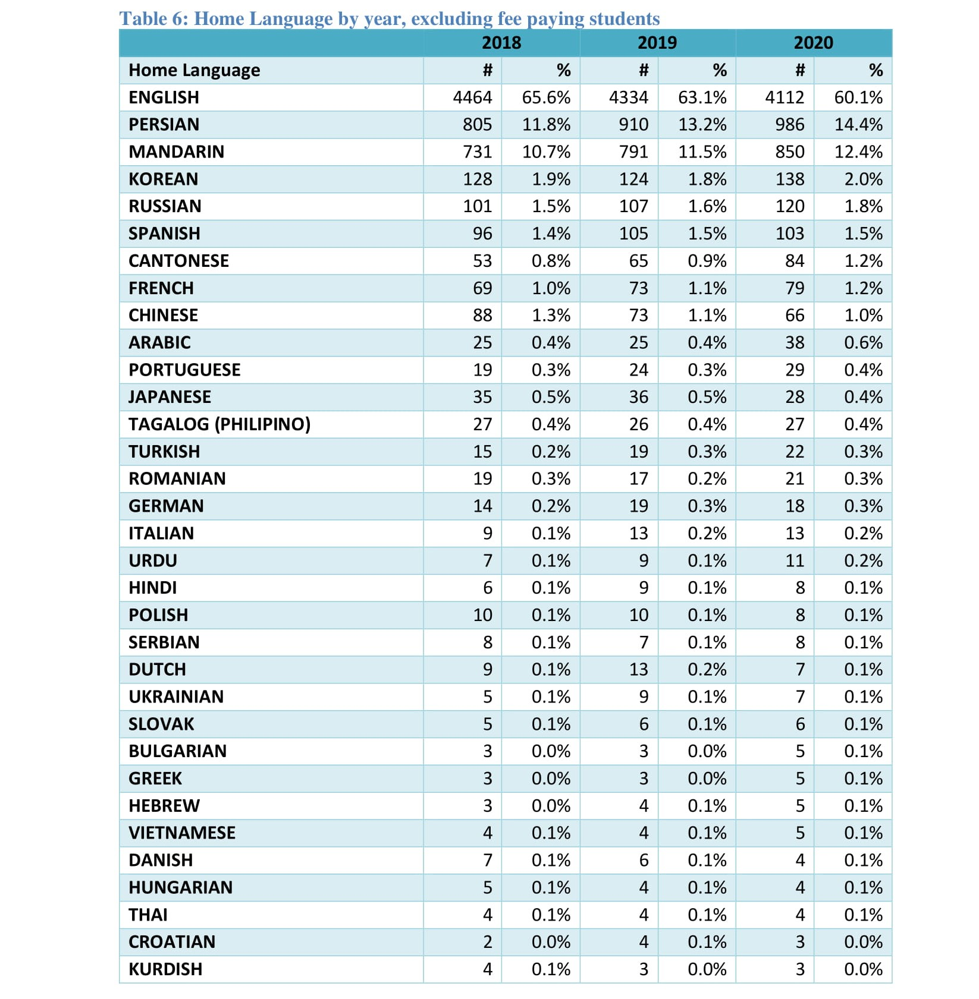 Table 6: Home Language by year, excluding fee paying students
2018 2019 2020
Home Language # % # % # %
ENGLISH 4464 65.6% 4334 63.1% 4112 60.1%
PERSIAN 805 11.8% 910 13.2% 986 14.4%
MANDARIN 731 10.7% 791 11.5% 850 12.4%
KOREAN 128 1.9% 124 1.8% 138 2.0%
RUSSIAN 101 1.5% 107 1.6% 120 1.8%
SPANISH 96 1.4% 105 1.5% 103 1.5%
CANTONESE 53 0.8% 65 0.9% 84 1.2%
FRENCH 69 1.0% 73 1.1% 79 1.2%
CHINESE 88 1.3% 73 1.1% 66 1.0%
ARABIC 25 0.4% 25 0.4% 38 0.6%
PORTUGUESE 19 0.3% 24 0.3% 29 0.4%
JAPANESE 35 0.5% 36 0.5% 28 0.4%
TAGALOG (PHILIPINO) 27 0.4% 26 0.4% 27 0.4%
TURKISH 15 0.2% 19 0.3% 22 0.3%
ROMANIAN 19 0.3% 17 0.2% 21 0.3%
GERMAN 14 0.2% 19 0.3% 18 0.3%
ITALIAN 9 0.1% 13 0.2% 13 0.2%
URDU 7 0.1% 9 0.1% 11 0.2%
HINDI 6 0.1% 9 0.1% 8 0.1%
POLISH 10 0.1% 10 0.1% 8 0.1%
SERBIAN 8 0.1% 7 0.1% 8 0.1%
DUTCH 9 0.1% 13 0.2% 7 0.1%
UKRAINIAN 5 0.1% 9 0.1% 7 0.1%
SLOVAK 5 0.1% 6 0.1% 6 0.1%
BULGARIAN 3 0.0% 3 0.0% 5 0.1%
GREEK 3 0.0% 3 0.0% 5 0.1%
HEBREW 3 0.0% 4 0.1% 5 0.1%
VIETNAMESE 4 0.1% 4 0.1% 5 0.1%
DANISH 7 0.1% 6 0.1% 4 0.1%
HUNGARIAN 5 0.1% 4 0.1% 4 0.1%
THAI 4 0.1% 4 0.1% 4 0.1%
CROATIAN 2 0.0% 4 0.1% 3 0.0%
KURDISH 4 0.1% 3 0.0% 3 0.0%